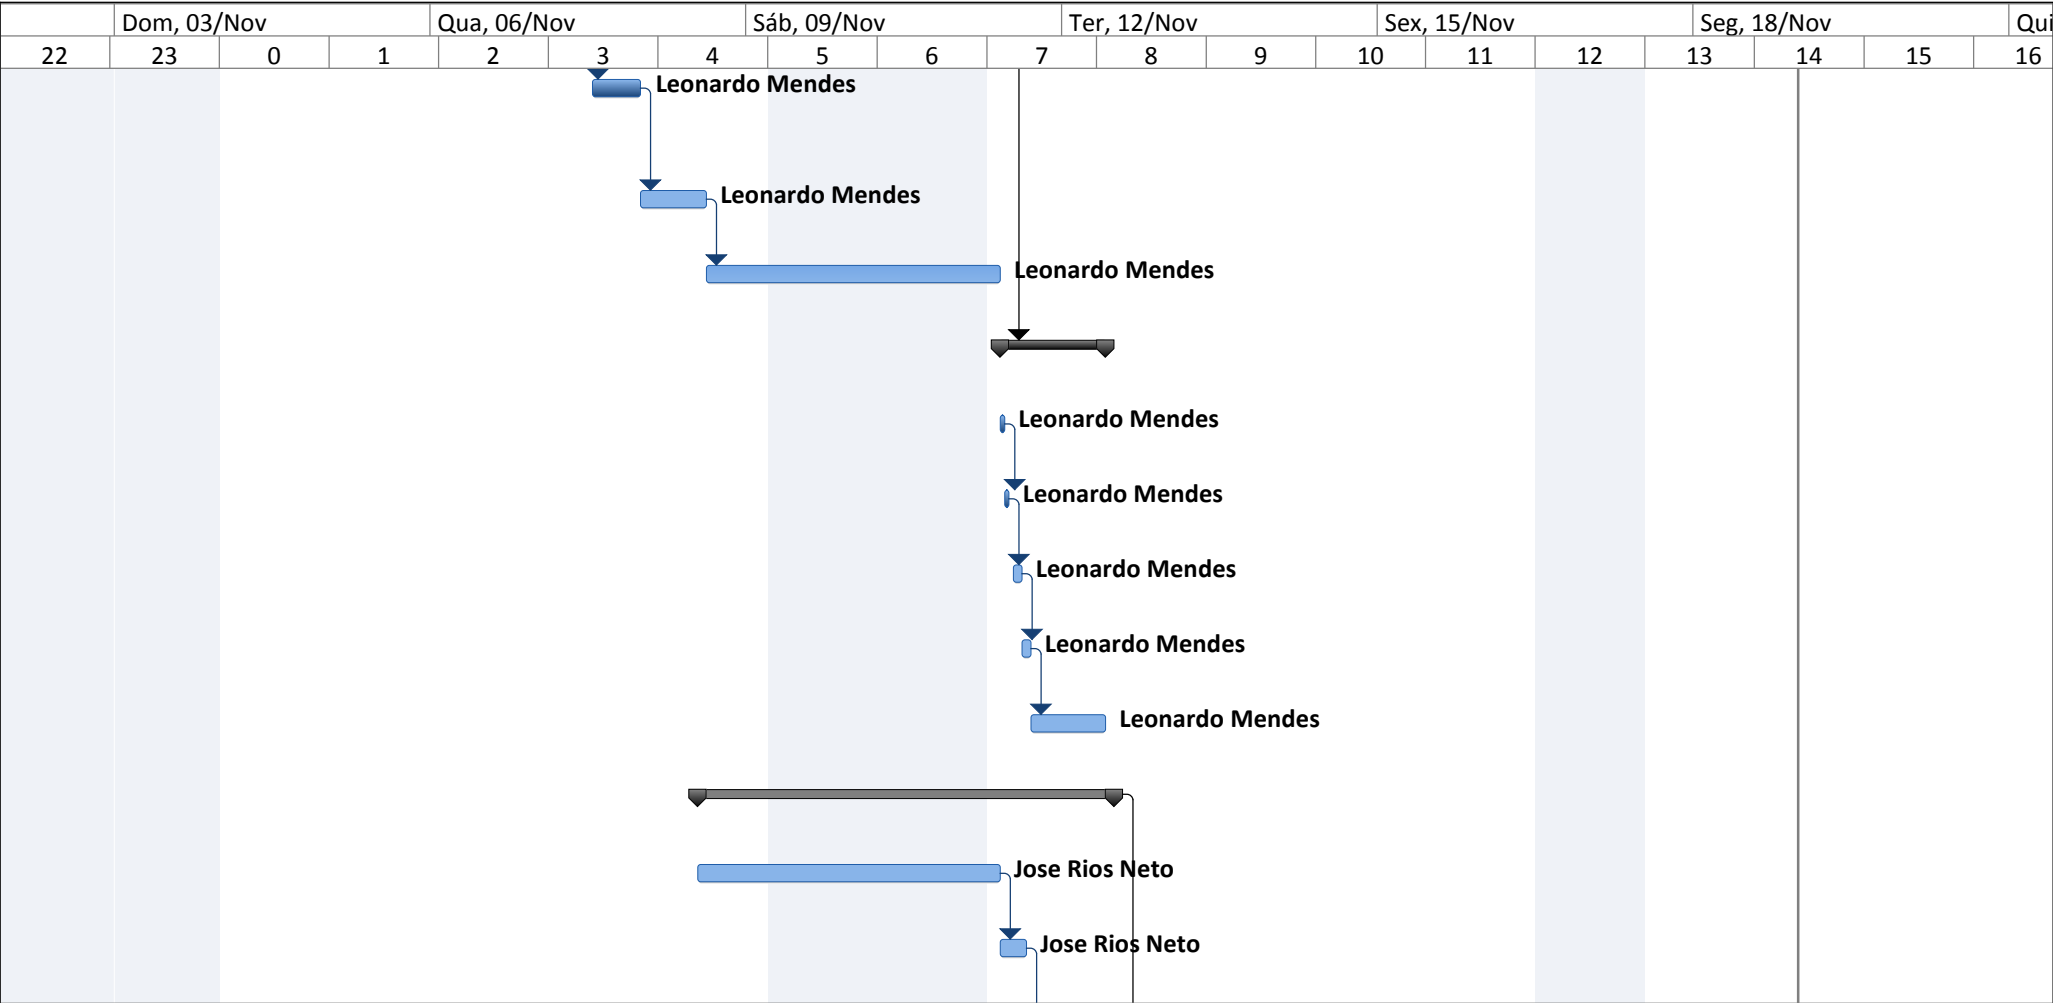 Dom, 03/Nov Qua, 06/Nov Sáb, 09/Nov Ter, 12/Nov Sex, 15/Nov Seg, 18/Nov Qui
22 23 0 1 2 3 4 5 6 7 8 9 10 11 12 13 14 15 16
Leonardo Mendes
Leonardo Mendes
Leonardo Mendes
Leonardo Mendes
Leonardo Mendes
Leonardo Mendes
Leonardo Mendes
Leonardo Mendes
Jose Rios Neto
Jose Rios Neto